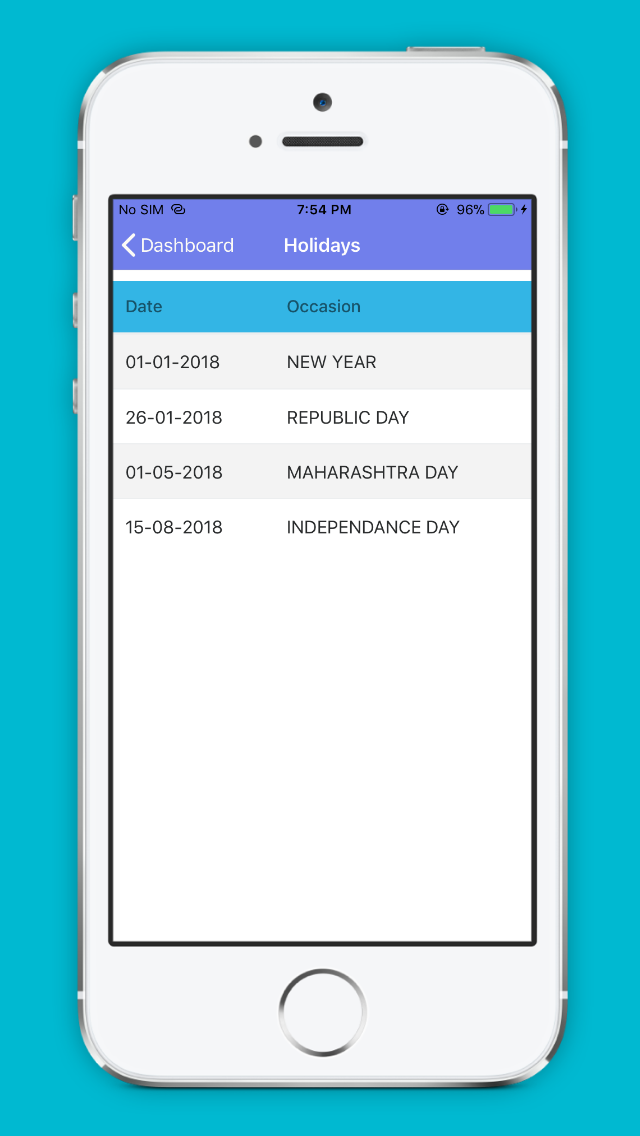 No SIM 7:54 PM 96%
Dashboard Holidays
Date Occasion
01-01-2018 NEW YEAR
26-01-2018 REPUBLIC DAY
01-05-2018 MAHARASHTRA DAY
15-08-2018 INDEPENDANCE DAY